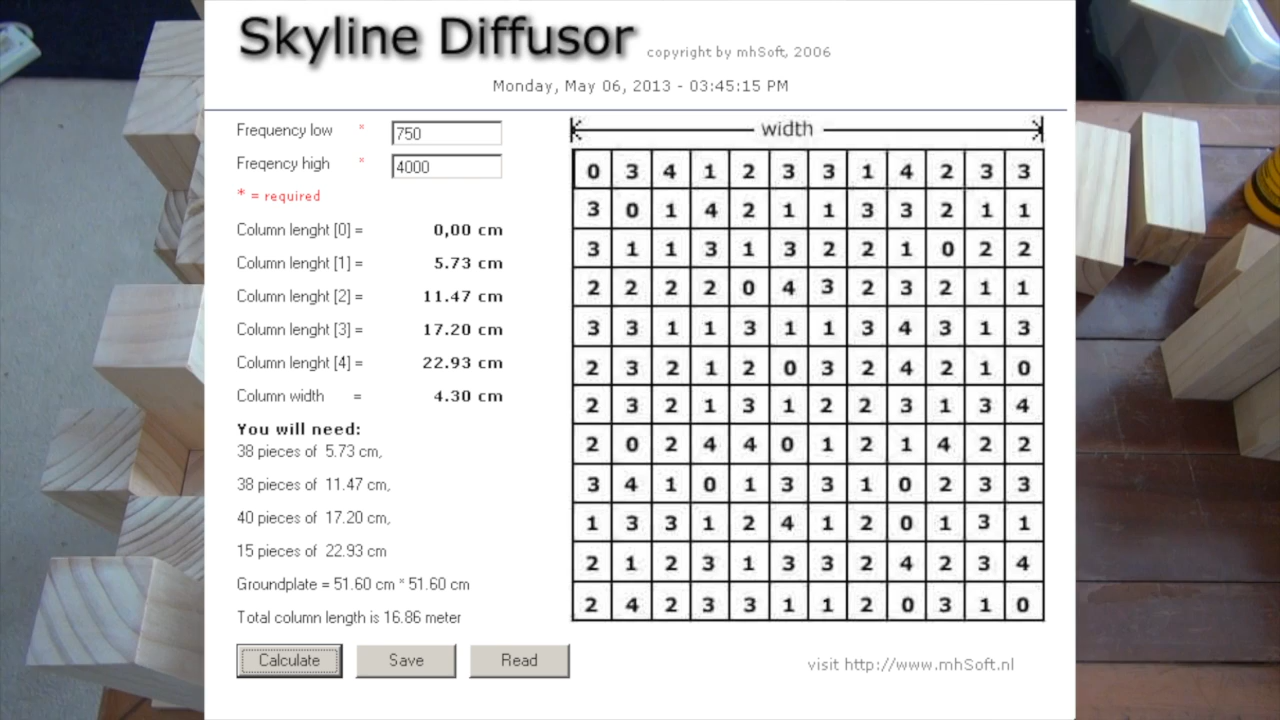 Skyline Diffusor copyright by mhSoft, 2006
Monday, May 06, 2013 - 03:45:15 PM
Frequency low * 750
Freqency high * 4000
* = required
Column lenght [0] = 0,00 cm
Column lenght [1] = 5.73 cm
Column lenght [2] = 11.47 cm
Column lenght [3] = 17.20 cm
Column lenght [4] = 22.93 cm
Column width = 4.30 cm
You will need:
38 pieces of 5.73 cm,
38 pieces of 11.47 cm,
40 pieces of 17.20 cm,
15 pieces of 22.93 cm
Groundplate = 51.60 cm * 51.60 cm
Total column length is 16.86 meter
Calculate Save Read
width
0 3 4 1 2 3 3 1 4 2 3 3
3 0 1 4 2 1 1 3 3 2 1 1
3 1 1 3 1 3 2 2 1 0 2 2
2 2 2 2 0 4 3 2 3 2 1 1
3 3 1 1 3 1 1 3 4 3 1 3
2 3 2 1 2 0 3 2 4 2 1 0
2 3 2 1 3 1 2 2 3 1 3 4
2 0 2 4 4 0 1 2 1 4 2 2
3 4 1 0 1 3 3 1 0 2 3 3
1 3 3 1 2 4 1 2 0 1 3 1
2 1 2 3 1 3 3 2 4 2 3 4
2 4 2 3 3 1 1 2 0 3 1 0
visit http://www.mhSoft.nl